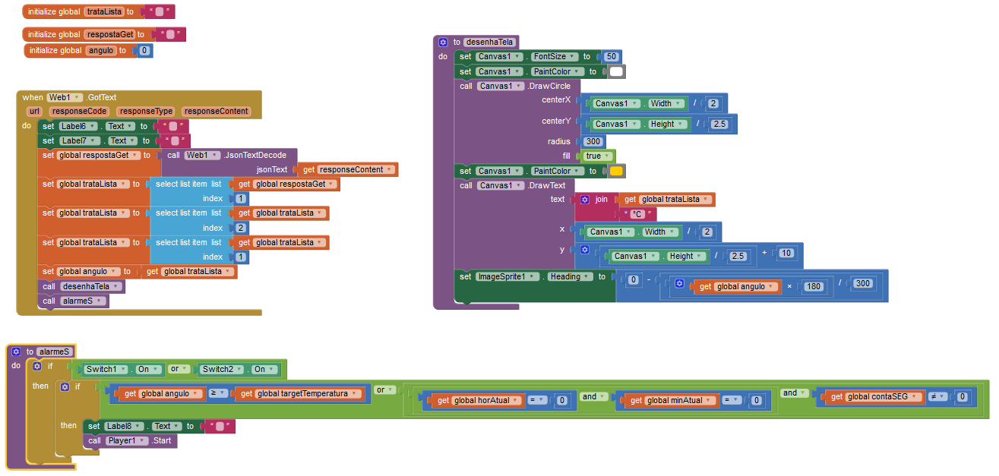 initialize global trataLista to “ ”
initialize global respostaGet to “ ”
initialize global angulo to 0
when Web1 .GotText
url responseCode responseType responseContent
do set Label6 . Text to “ ”
set Label7 . Text to “ ”
set global respostaGet to call Web1 .JsonTextDecode
jsonText get responseContent
set global trataLista to select list item list get global respostaGet
index 1
set global trataLista to select list item list get global trataLista
index 2
set global trataLista to select list item list get global trataLista
index 1
set global angulo to get global trataLista
call desenhaTela
call alarmeS
to desenhaTela
do set Canvas1 . FontSize to 50
set Canvas1 . PaintColor to
call Canvas1 .DrawCircle
centerX Canvas1 . Width / 2
centerY Canvas1 . Height / 2.5
radius 300
fill true
set Canvas1 . PaintColor to
call Canvas1 .DrawText
text join get global trataLista
“ °C ”
x Canvas1 . Width / 2
y Canvas1 . Height / 2.5 + 10
set ImageSprite1 . Heading to 0 - get global angulo × 180 / 300
to alarmeS
do if Switch1 . On or Switch2 . On
then if get global angulo ≥ get global targetTemperatura or get global horAtual = 0 and get global minAtual = 0 and get global contaSEG ≠ 0
then set Label8 . Text to “ ”
call Player1 .Start